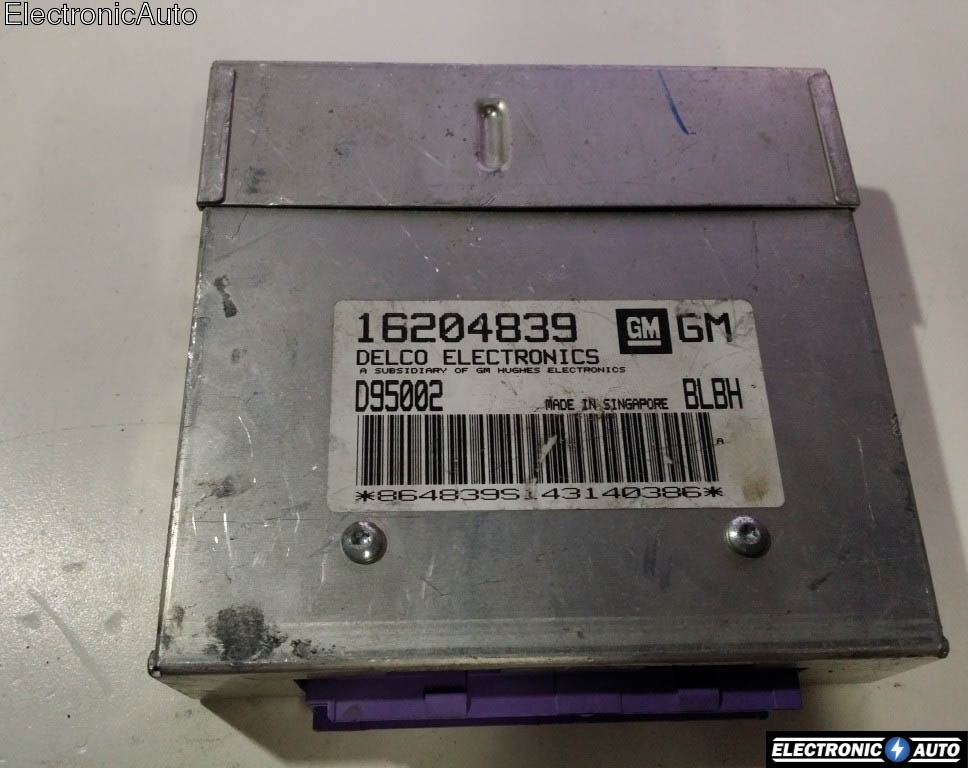 ElectronicAuto
16204839 GM GM
DELCO ELECTRONICS
A SUBSIDIARY OF GM HUGHES ELECTRONICS
D95002 MADE IN SINGAPORE BLBH
A
*864839S143140386*
ELECTRONIC AUTO